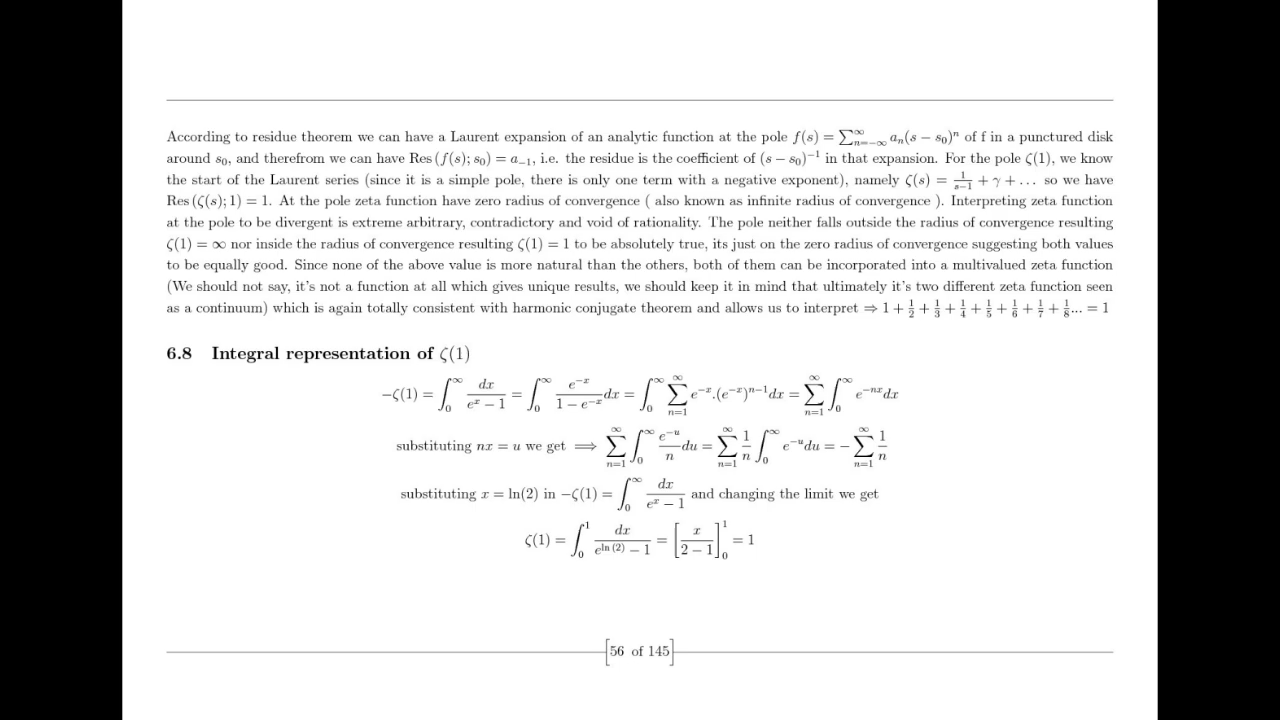 According to residue theorem we can have a Laurent expansion of an analytic function at the pole f(s) = ∑_{n=−∞}^{∞} a_n(s − s_0)^n of f in a punctured disk
around s_0, and therefrom we can have Res (f(s); s_0) = a_{−1}, i.e. the residue is the coefficient of (s − s_0)^{−1} in that expansion. For the pole ζ(1), we know
the start of the Laurent series (since it is a simple pole, there is only one term with a negative exponent), namely ζ(s) = 1/(s−1) + γ + . . . so we have
Res (ζ(s); 1) = 1. At the pole zeta function have zero radius of convergence ( also known as infinite radius of convergence ). Interpreting zeta function
at the pole to be divergent is extreme arbitrary, contradictory and void of rationality. The pole neither falls outside the radius of convergence resulting
ζ(1) = ∞ nor inside the radius of convergence resulting ζ(1) = 1 to be absolutely true, its just on the zero radius of convergence suggesting both values
to be equally good. Since none of the above value is more natural than the others, both of them can be incorporated into a multivalued zeta function
(We should not say, it's not a function at all which gives unique results, we should keep it in mind that ultimately it's two different zeta function seen
as a continuum) which is again totally consistent with harmonic conjugate theorem and allows us to interpret ⇒ 1 + 1/2 + 1/3 + 1/4 + 1/5 + 1/6 + 1/7 + 1/8... = 1
6.8 Integral representation of ζ(1)
−ζ(1) = ∫_0^∞ dx/(e^x − 1) = ∫_0^∞ e^{−x}/(1 − e^{−x}) dx = ∫_0^∞ ∑_{n=1}^{∞} e^{−x}.(e^{−x})^{n−1} dx = ∑_{n=1}^{∞} ∫_0^∞ e^{−nx} dx
substituting nx = u we get ⟹ ∑_{n=1}^{∞} ∫_0^∞ e^{−u}/n du = ∑_{n=1}^{∞} 1/n ∫_0^∞ e^{−u} du = − ∑_{n=1}^{∞} 1/n
substituting x = ln(2) in −ζ(1) = ∫_0^∞ dx/(e^x − 1) and changing the limit we get
ζ(1) = ∫_0^1 dx/(e^{ln (2)} − 1) = [x/(2 − 1)]_0^1 = 1
[56 of 145]